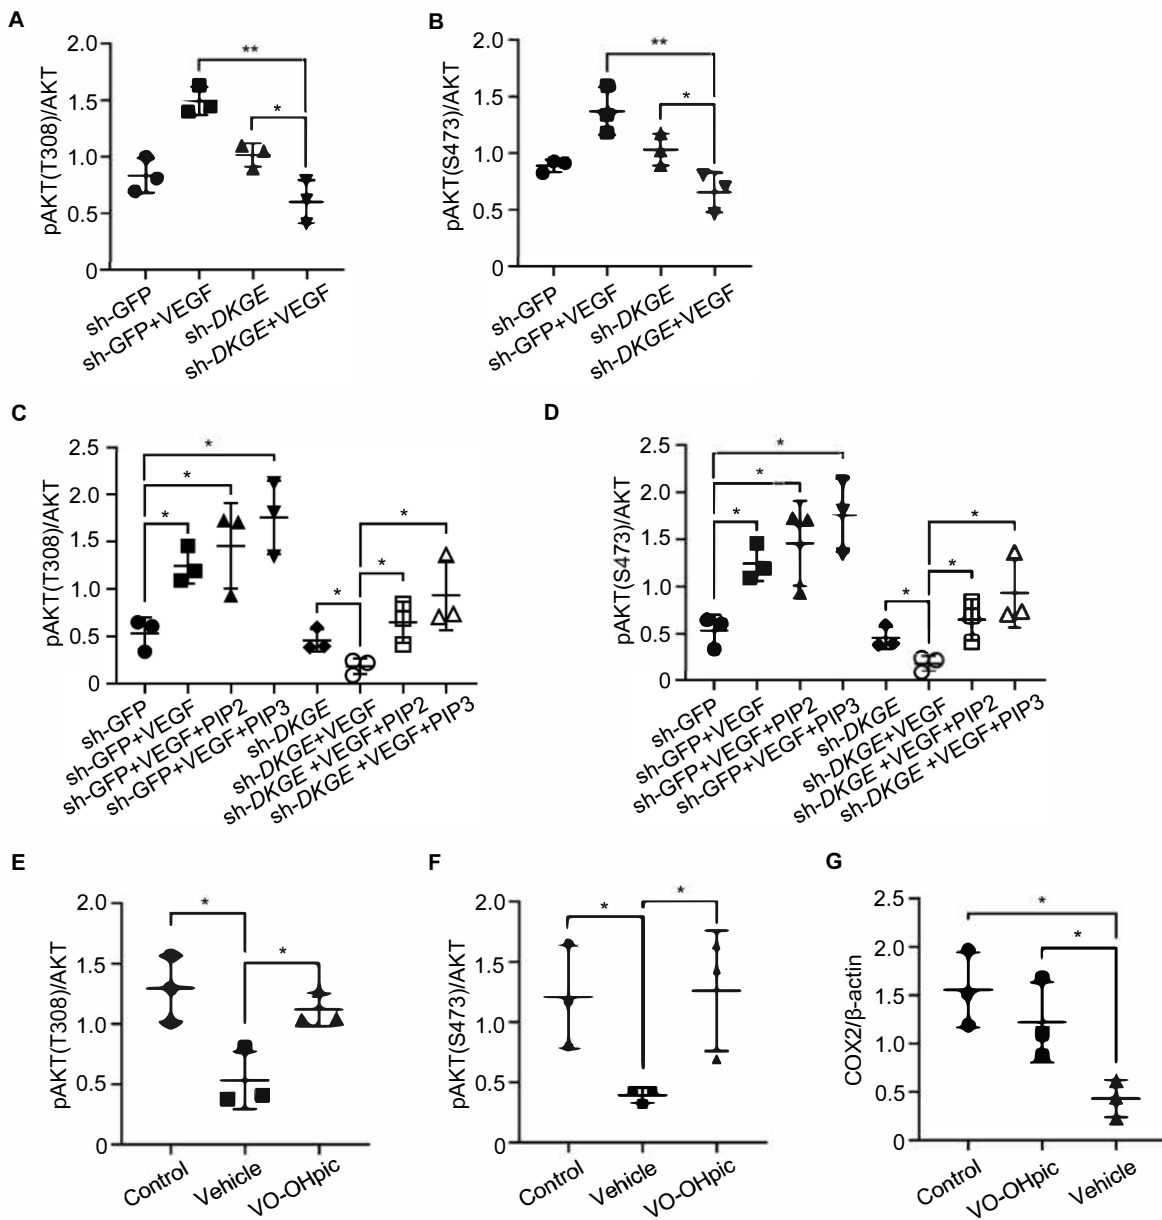 A
pAKT(T308)/AKT
2.0
1.5
1.0
0.5
0
**
*
sh-GFP
sh-GFP+VEGF
sh-DKGE
sh-DKGE+VEGF
B
pAKT(S473)/AKT
2.0
1.5
1.0
0.5
0
**
*
sh-GFP
sh-GFP+VEGF
sh-DKGE
sh-DKGE+VEGF
C
pAKT(T308)/AKT
2.5
2.0
1.5
1.0
0.5
0
*
*
*
*
*
*
sh-GFP
sh-GFP+VEGF
sh-GFP+VEGF+PIP2
sh-GFP+VEGF+PIP3
sh-DKGE
sh-DKGE+VEGF
sh-DKGE +VEGF+PIP2
sh-DKGE +VEGF+PIP3
D
pAKT(S473)/AKT
2.5
2.0
1.5
1.0
0.5
0
*
*
*
*
*
*
sh-GFP
sh-GFP+VEGF
sh-GFP+VEGF+PIP2
sh-GFP+VEGF+PIP3
sh-DKGE
sh-DKGE+VEGF
sh-DKGE +VEGF+PIP2
sh-DKGE +VEGF+PIP3
E
pAKT(T308)/AKT
2.0
1.5
1.0
0.5
0
*
*
Control
Vehicle
VO-OHpic
F
pAKT(S473)/AKT
2.0
1.5
1.0
0.5
0
*
*
Control
Vehicle
VO-OHpic
G
COX2/β-actin
2.5
2.0
1.5
1.0
0.5
0
*
*
Control
VO-OHpic
Vehicle